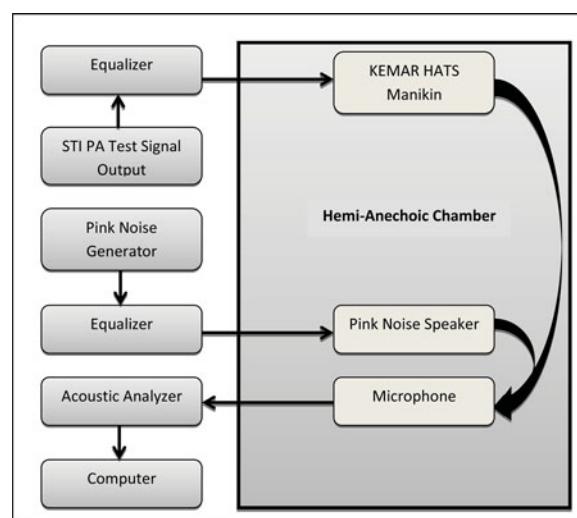 Equalizer
KEMAR HATS
Manikin
STI PA Test Signal
Output
Hemi-Anechoic Chamber
Pink Noise
Generator
Equalizer
Pink Noise Speaker
Acoustic Analyzer
Microphone
Computer